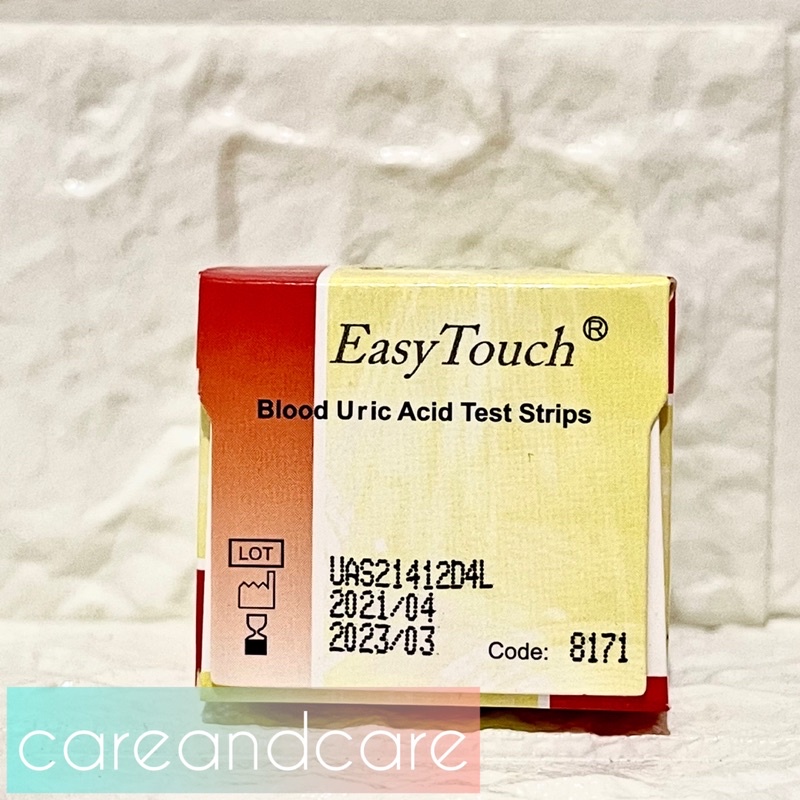 EasyTouch®
Blood Uric Acid Test Strips
LOT
UAS21412D4L
2021/04
2023/03
Code: 8171
careandcare